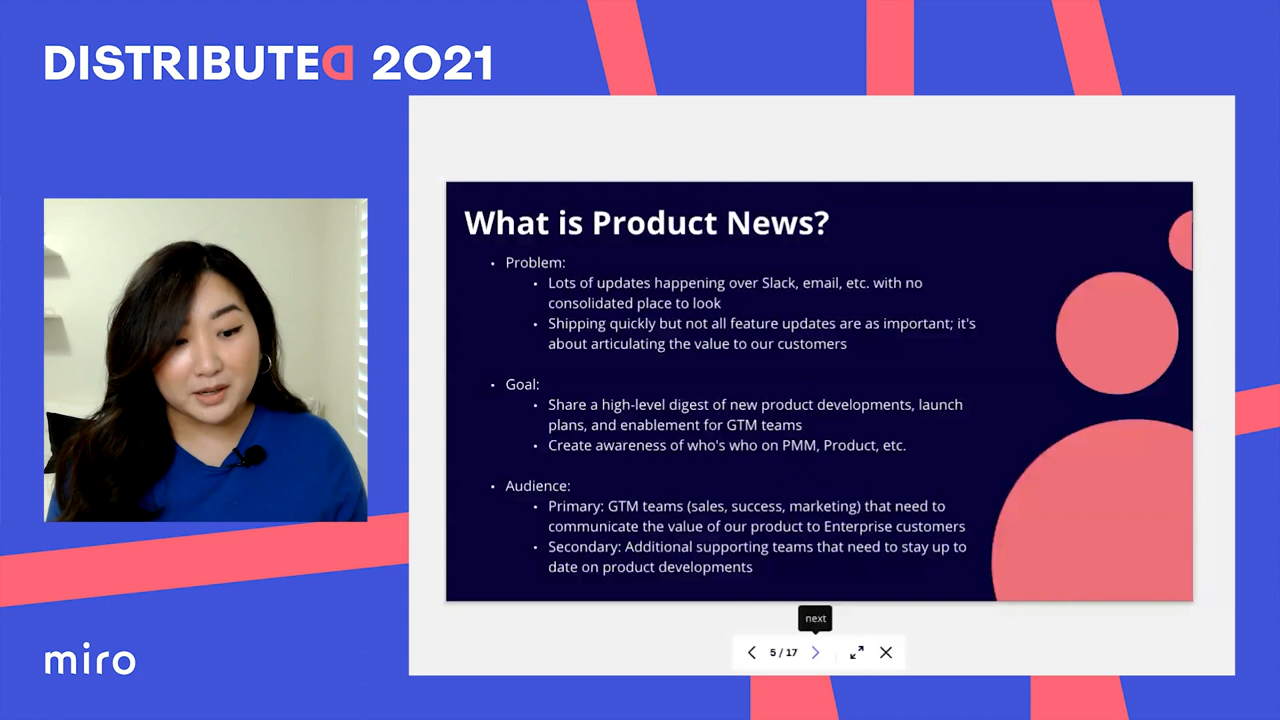 DISTRIBUTED 2021
What is Product News?
• Problem:
• Lots of updates happening over Slack, email, etc. with no
consolidated place to look
• Shipping quickly but not all feature updates are as important; it's
about articulating the value to our customers
• Goal:
• Share a high-level digest of new product developments, launch
plans, and enablement for GTM teams
• Create awareness of who's who on PMM, Product, etc.
• Audience:
• Primary: GTM teams (sales, success, marketing) that need to
communicate the value of our product to Enterprise customers
• Secondary: Additional supporting teams that need to stay up to
date on product developments
next
5 / 17
miro